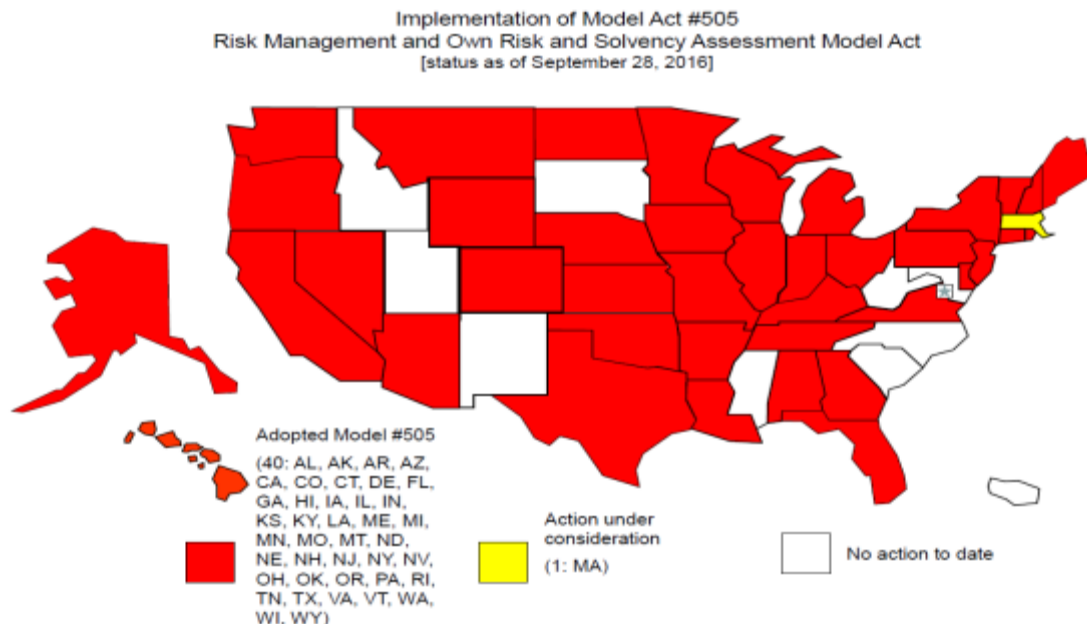 Implementation of Model Act #505
Risk Management and Own Risk and Solvency Assessment Model Act
[status as of September 28, 2016]
Adopted Model #505
(40: AL, AK, AR, AZ,
CA, CO, CT, DE, FL,
GA, HI, IA, IL, IN,
KS, KY, LA, ME, MI,
MN, MO, MT, ND,
NE, NH, NJ, NY, NV,
OH, OK, OR, PA, RI,
TN, TX, VA, VT, WA,
WI, WY)
Action under
consideration
(1: MA)
No action to date